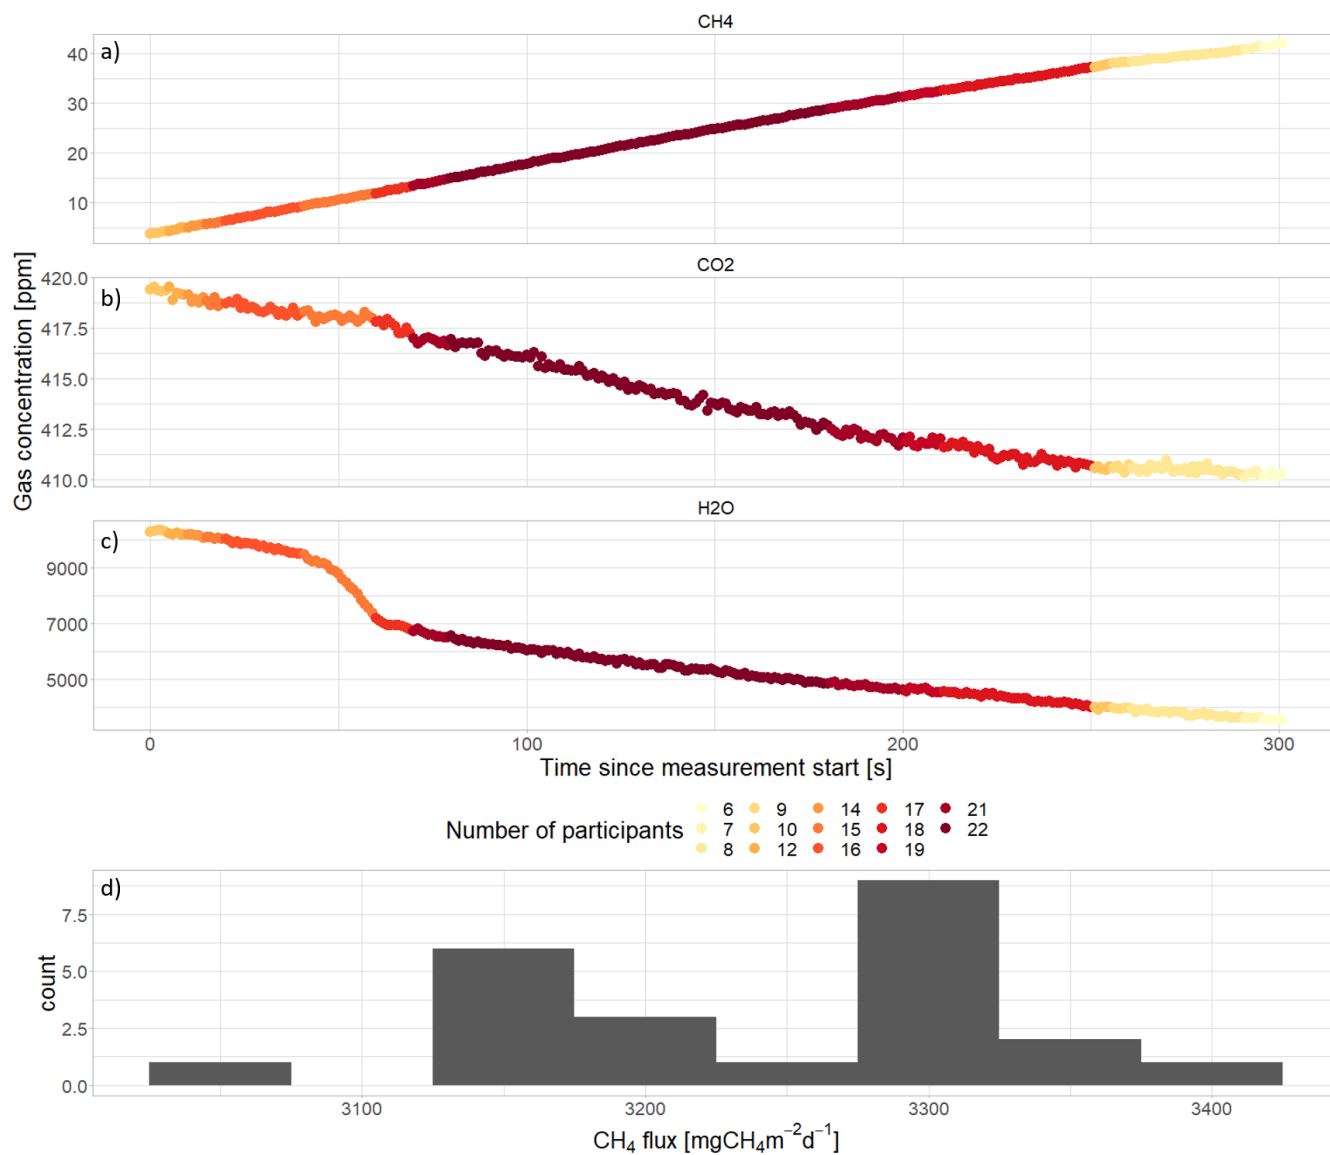 CH4
a)
40
30
20
10
CO2
b)
420.0
417.5
415.0
412.5
410.0
Gas concentration [ppm]
H2O
c)
9000
7000
5000
0 100 200 300
Time since measurement start [s]
Number of participants
6 9 14 17 21
7 10 15 18 22
8 12 16 19
d)
7.5
5.0
2.5
0.0
count
3100 3200 3300 3400
CH₄ flux [mgCH₄m⁻²d⁻¹]